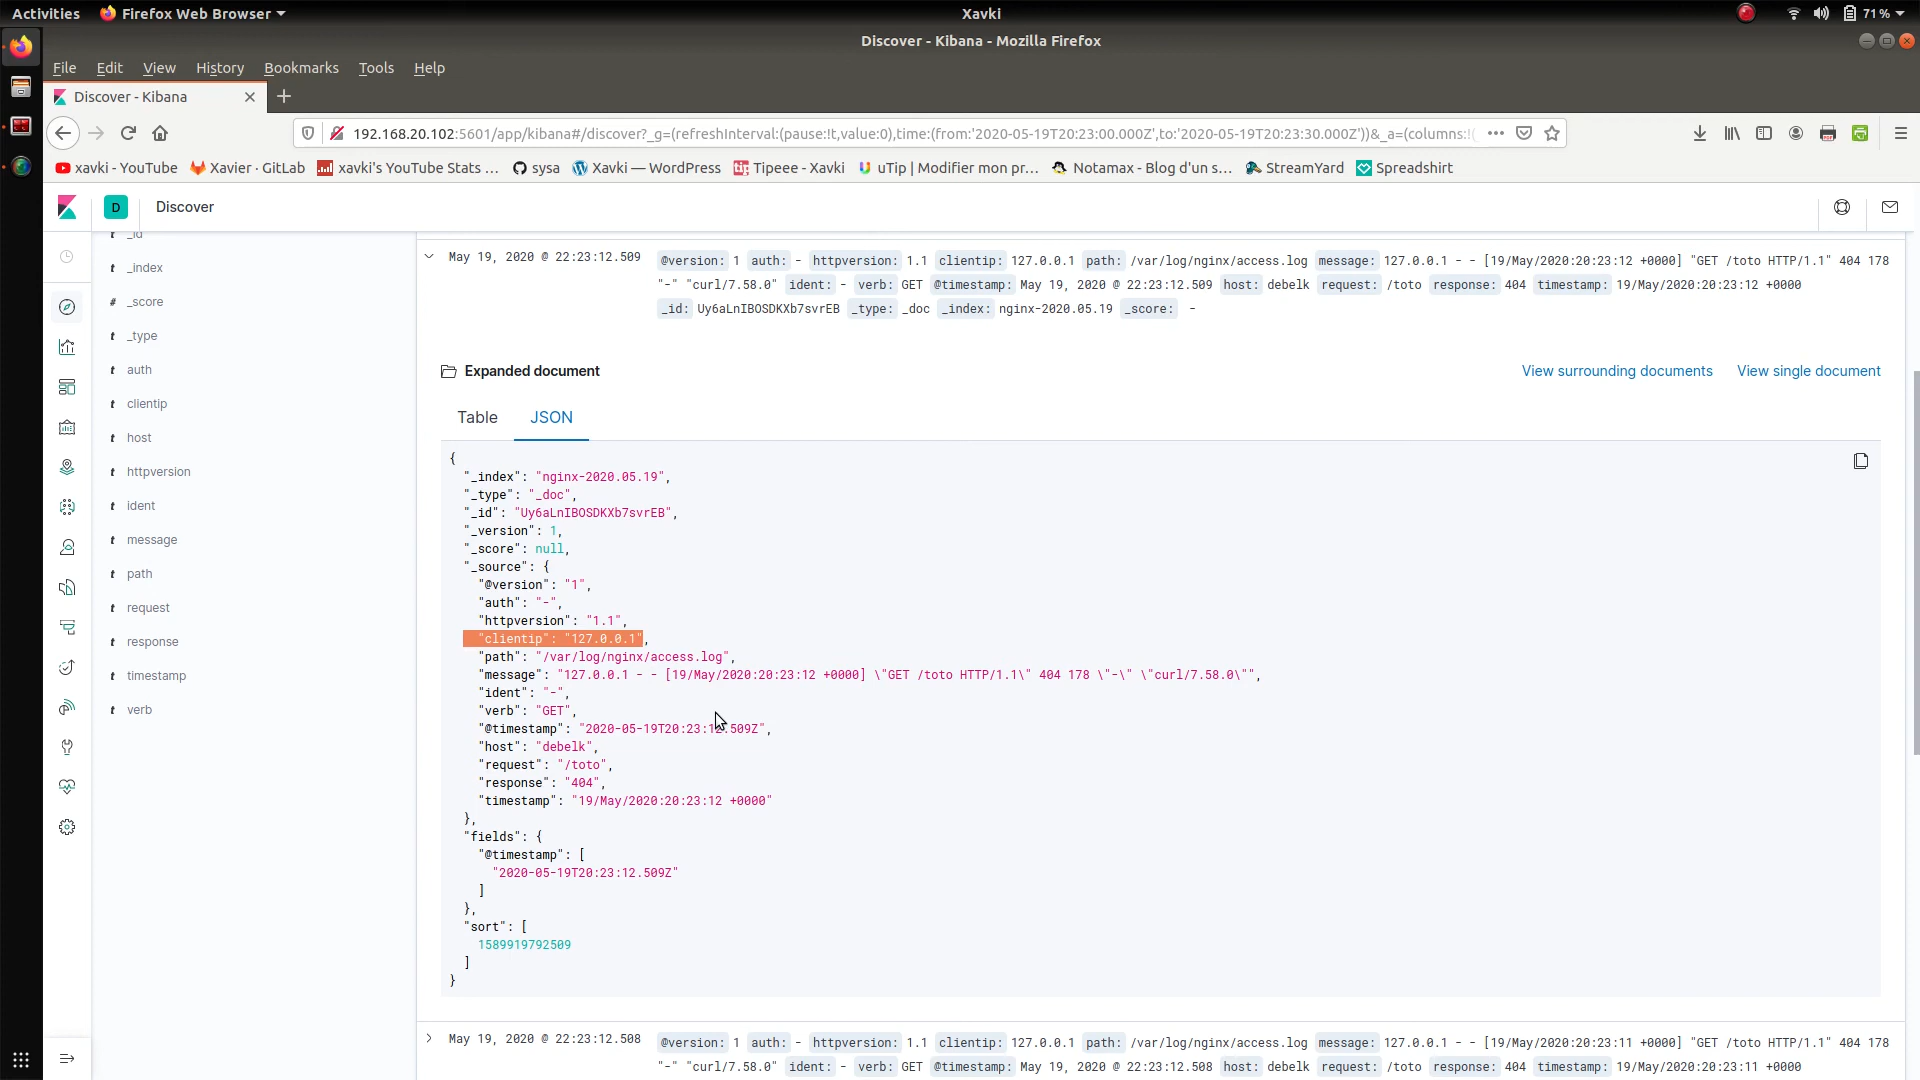 Activities Firefox Web Browser Xavki 71 %
Discover - Kibana - Mozilla Firefox
File Edit View History Bookmarks Tools Help
Discover - Kibana
192.168.20.102:5601/app/kibana#/discover?_g=(refreshInterval:(pause:!t,value:0),time:(from:'2020-05-19T20:23:00.000Z',to:'2020-05-19T20:23:30.000Z'))&_a=(columns:!(
xavki - YouTube Xavier · GitLab xavki's YouTube Stats … sysa Xavki — WordPress Tipeee - Xavki uTip | Modifier mon pr… Notamax - Blog d'un s… StreamYard Spreadshirt
D Discover
t _id
t _index
# _score
t _type
t auth
t clientip
t host
t httpversion
t ident
t message
t path
t request
t response
t timestamp
t verb
May 19, 2020 @ 22:23:12.509 @version: 1 auth: - httpversion: 1.1 clientip: 127.0.0.1 path: /var/log/nginx/access.log message: 127.0.0.1 - - [19/May/2020:20:23:12 +0000] "GET /toto HTTP/1.1" 404 178
"-" "curl/7.58.0" ident: - verb: GET @timestamp: May 19, 2020 @ 22:23:12.509 host: debelk request: /toto response: 404 timestamp: 19/May/2020:20:23:12 +0000
_id: Uy6aLnIBOSDKXb7svrEB _type: _doc _index: nginx-2020.05.19 _score: -
Expanded document View surrounding documents View single document
Table JSON
{
"_index": "nginx-2020.05.19",
"_type": "_doc",
"_id": "Uy6aLnIBOSDKXb7svrEB",
"_version": 1,
"_score": null,
"_source": {
"@version": "1",
"auth": "-",
"httpversion": "1.1",
"clientip": "127.0.0.1",
"path": "/var/log/nginx/access.log",
"message": "127.0.0.1 - - [19/May/2020:20:23:12 +0000] \"GET /toto HTTP/1.1\" 404 178 \"-\" \"curl/7.58.0\"",
"ident": "-",
"verb": "GET",
"@timestamp": "2020-05-19T20:23:12.509Z",
"host": "debelk",
"request": "/toto",
"response": "404",
"timestamp": "19/May/2020:20:23:12 +0000"
},
"fields": {
"@timestamp": [
"2020-05-19T20:23:12.509Z"
]
},
"sort": [
1589919792509
]
}
May 19, 2020 @ 22:23:12.508 @version: 1 auth: - httpversion: 1.1 clientip: 127.0.0.1 path: /var/log/nginx/access.log message: 127.0.0.1 - - [19/May/2020:20:23:11 +0000] "GET /toto HTTP/1.1" 404 178
"-" "curl/7.58.0" ident: - verb: GET @timestamp: May 19, 2020 @ 22:23:12.508 host: debelk request: /toto response: 404 timestamp: 19/May/2020:20:23:11 +0000